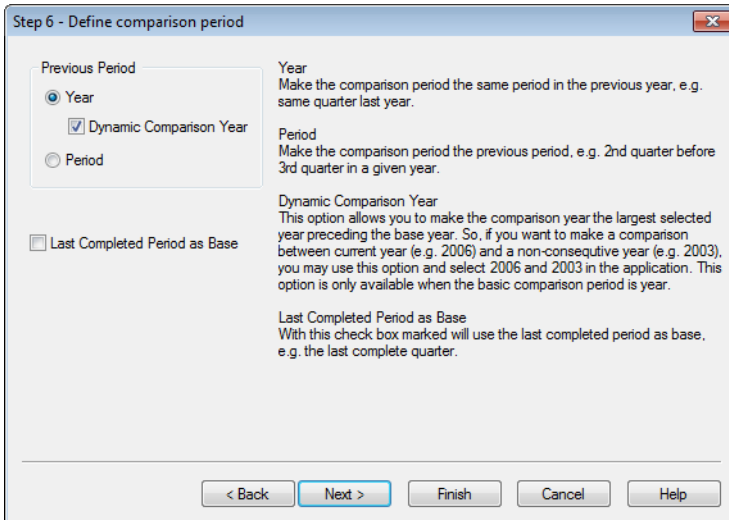 Step 6 - Define comparison period
Previous Period
Year
Dynamic Comparison Year
Period
Last Completed Period as Base
Year
Make the comparison period the same period in the previous year, e.g.
same quarter last year.
Period
Make the comparison period the previous period, e.g. 2nd quarter before
3rd quarter in a given year.
Dynamic Comparison Year
This option allows you to make the comparison year the largest selected
year preceding the base year. So, if you want to make a comparison
between current year (e.g. 2006) and a non-consequtive year (e.g. 2003),
you may use this option and select 2006 and 2003 in the application. This
option is only available when the basic comparison period is year.
Last Completed Period as Base
With this check box marked will use the last completed period as base,
e.g. the last complete quarter.
< Back
Next >
Finish
Cancel
Help